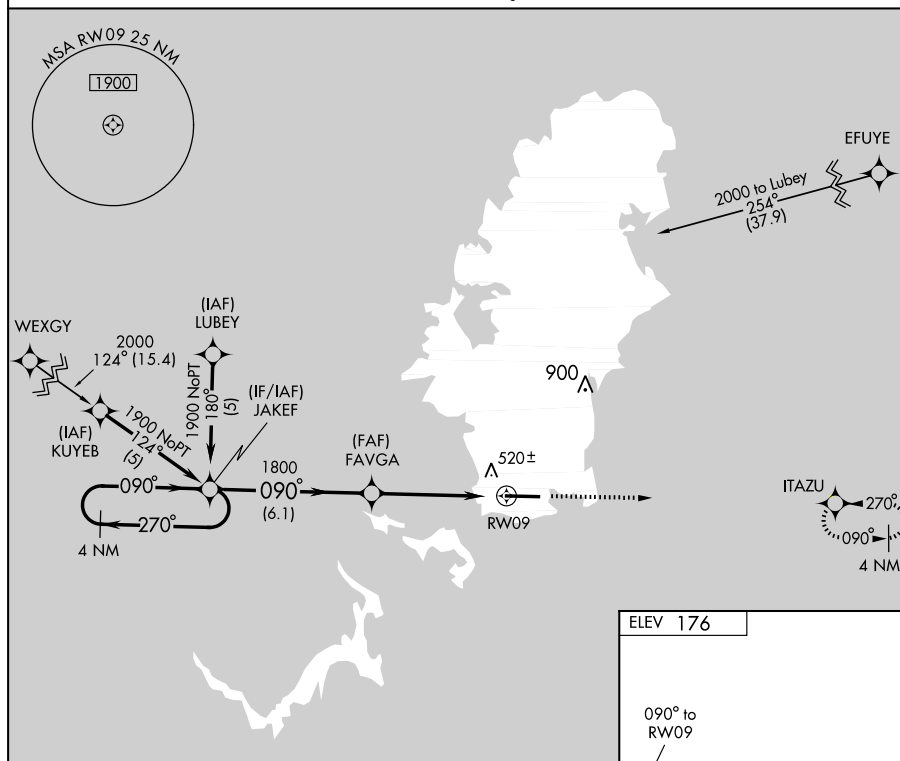 MSA RW09 25 NM
1900
EFUYE
2000 to Lubey
254°
(37.9)
(IAF)
LUBEY
WEXGY
2000
124° (15.4)
1900 NoPT
180°
(5)
(IF/IAF)
JAKEF
900
(IAF)
KUYEB
1900 NoPT
124°
(5)
(FAF)
FAVGA
520±
090°
1800
090°
(6.1)
RW09
270°
4 NM
ITAZU
270°
090°
4 NM
ELEV 176
090° to
RW09